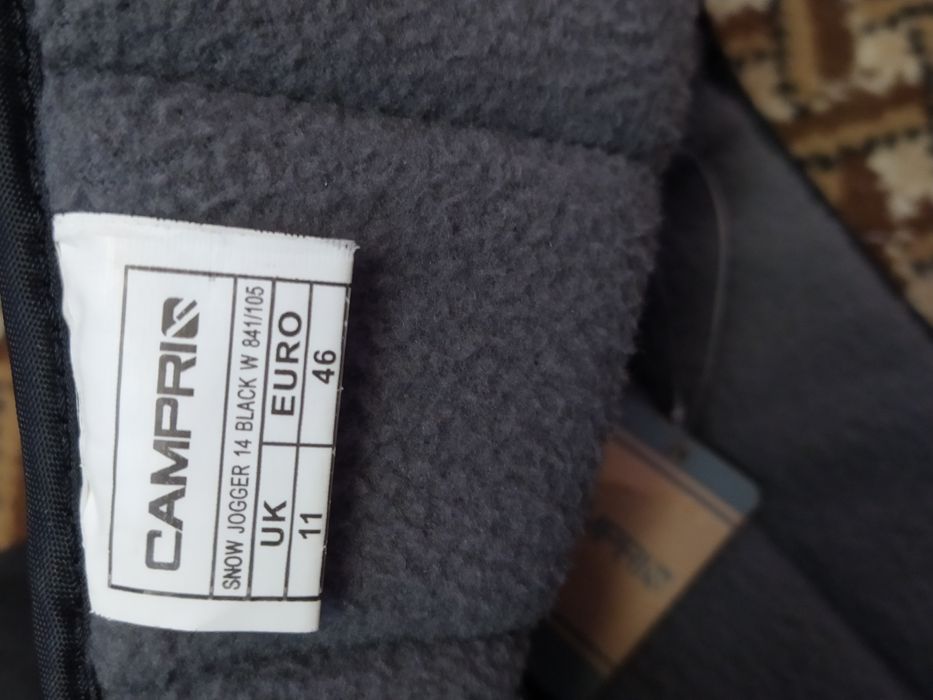 CAMPRI
SNOW JOGGER 14 BLACK W 841/105
UK EURO
11 46